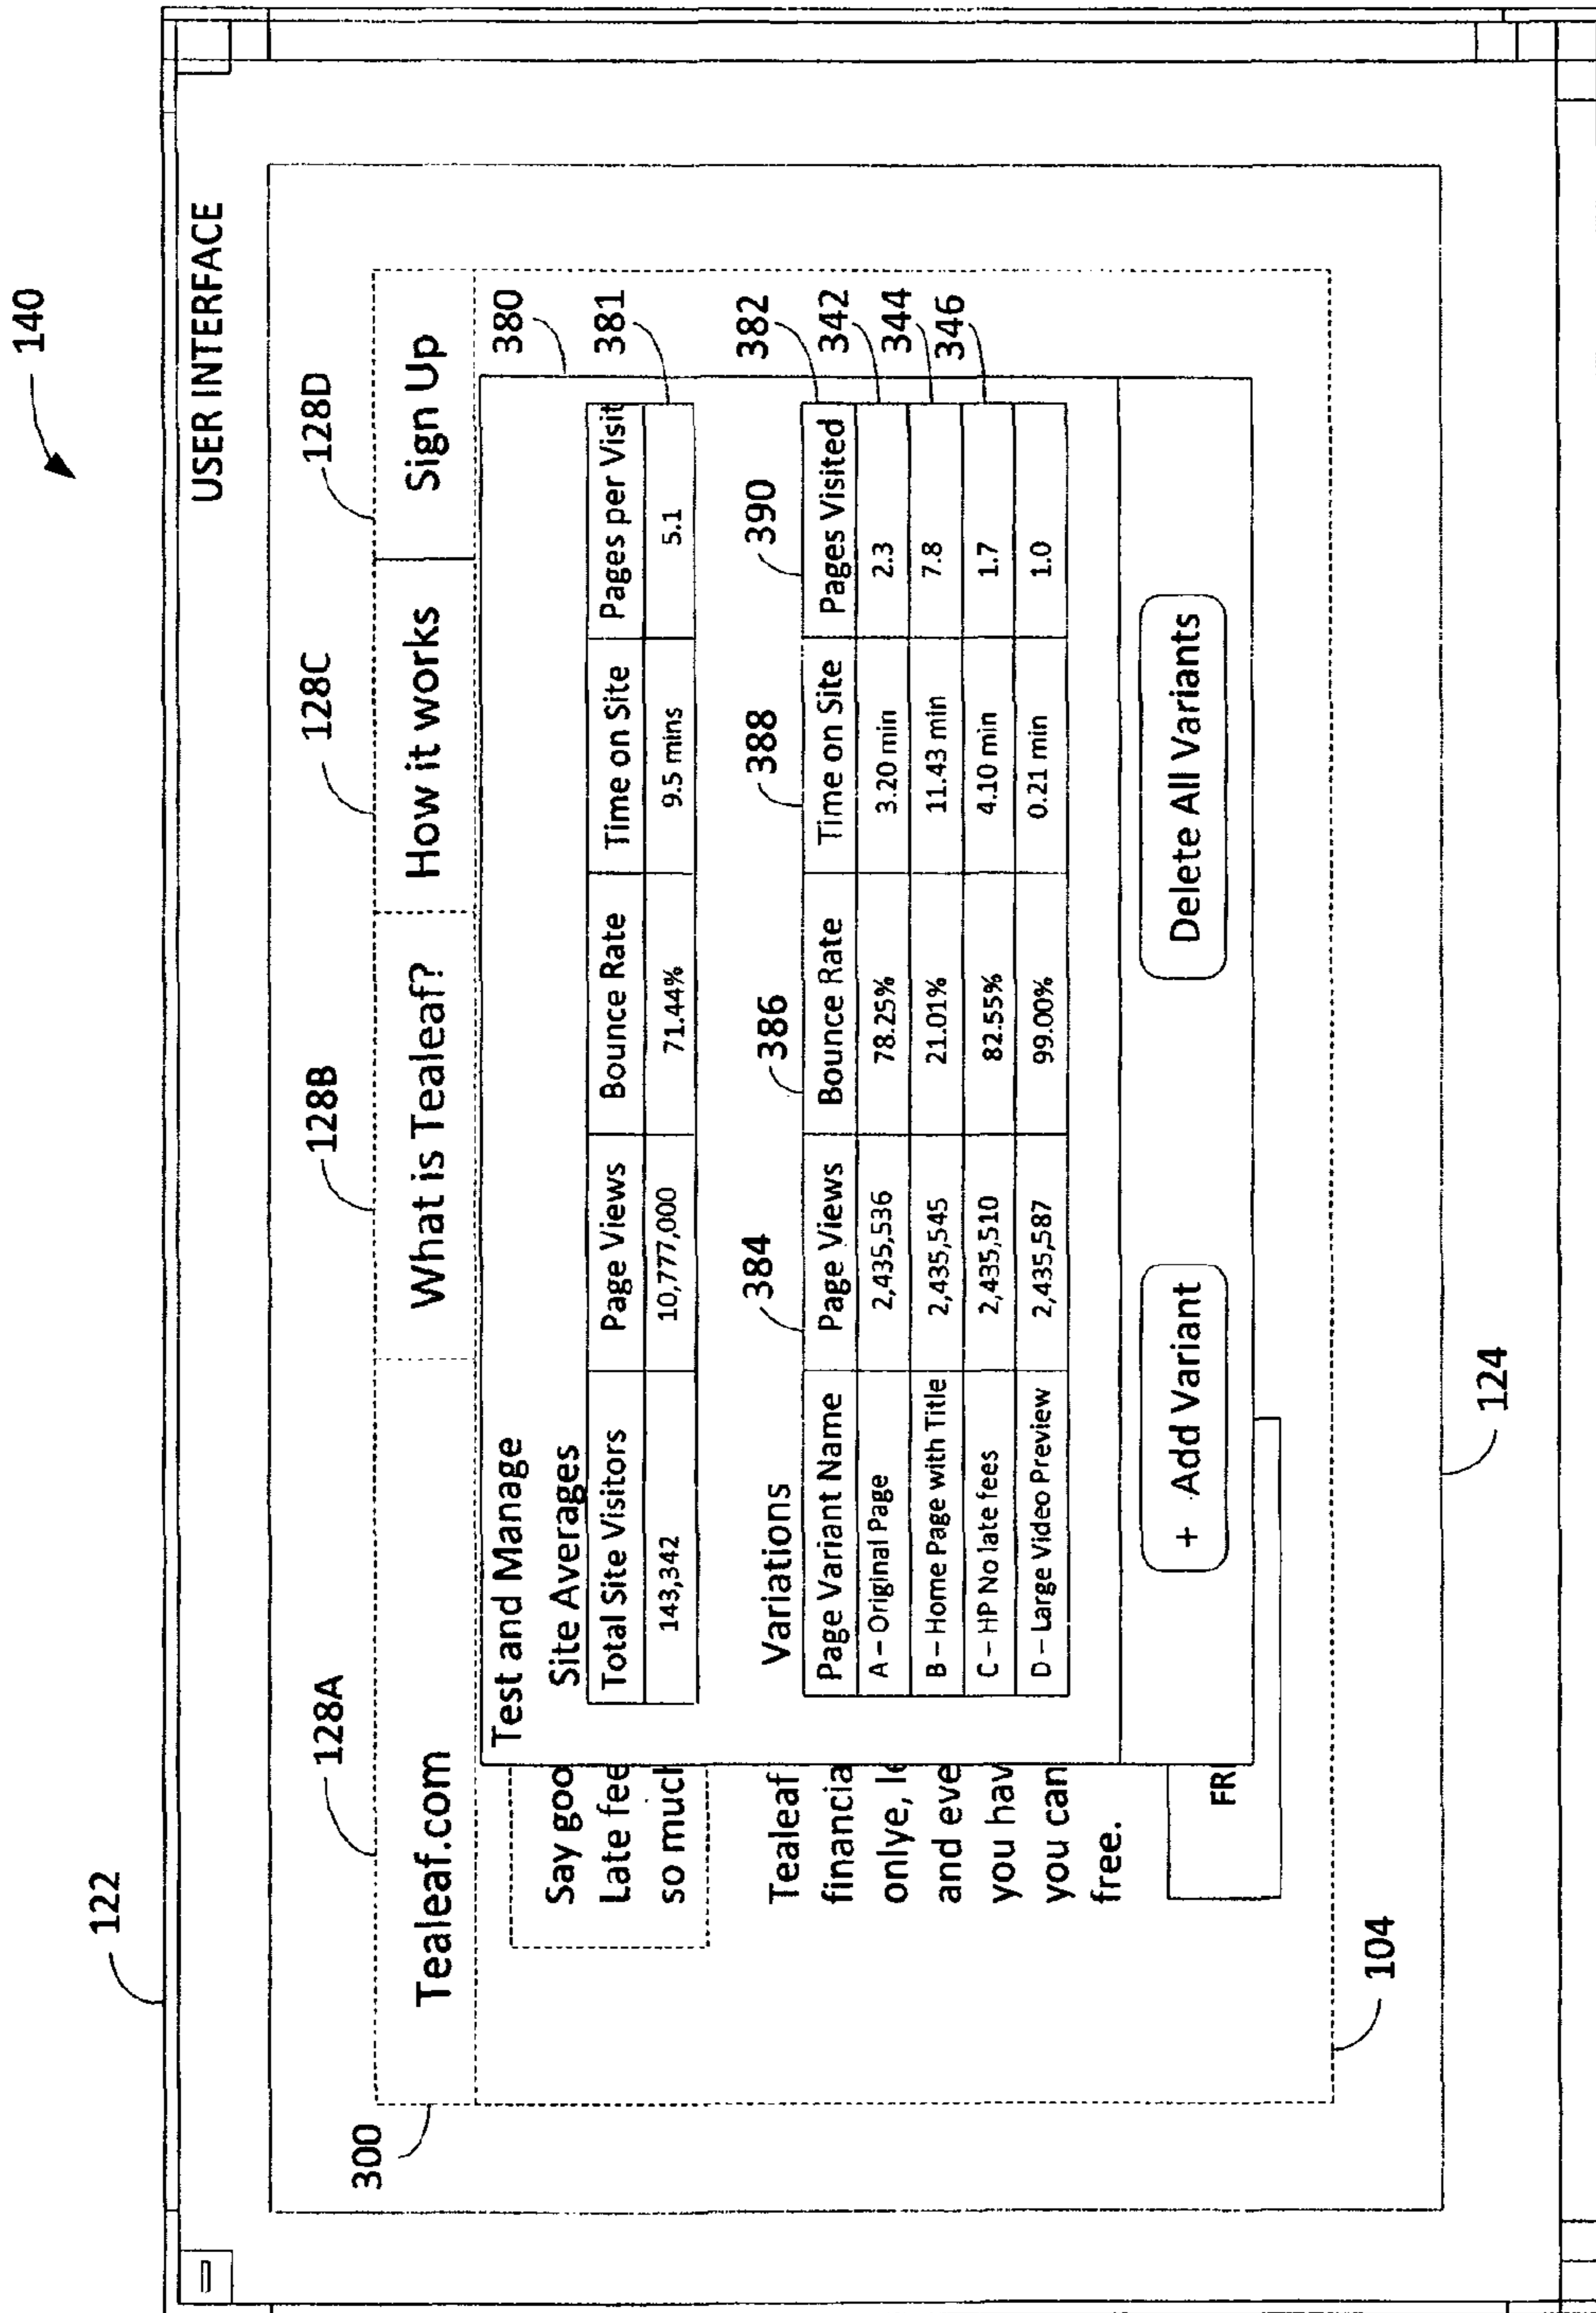 140
122
USER INTERFACE
128A
128B
128C
128D
300
Tealeaf.com
What is Tealeaf?
How it works
Sign Up
Test and Manage
380
Site Averages
381
Total Site Visitors Page Views Bounce Rate Time on Site Pages per Visit
143,342 10,777,000 71.44% 9.5 mins 5.1
Say goo
Late fee
so much
Variations
384
386
388
390
382
Page Variant Name Page Views Bounce Rate Time on Site Pages Visited
342
A – Original Page 2,435,536 78.25% 3.20 min 2.3
344
B – Home Page with Title 2,435,545 21.01% 11.43 min 7.8
346
C – HP No late fees 2,435,510 82.55% 4.10 min 1.7
D – Large Video Preview 2,435,587 99.00% 0.21 min 1.0
Tealeaf
financia
onlye, le
and eve
you hav
you can
free.
+ Add Variant
Delete All Variants
FR
104
124